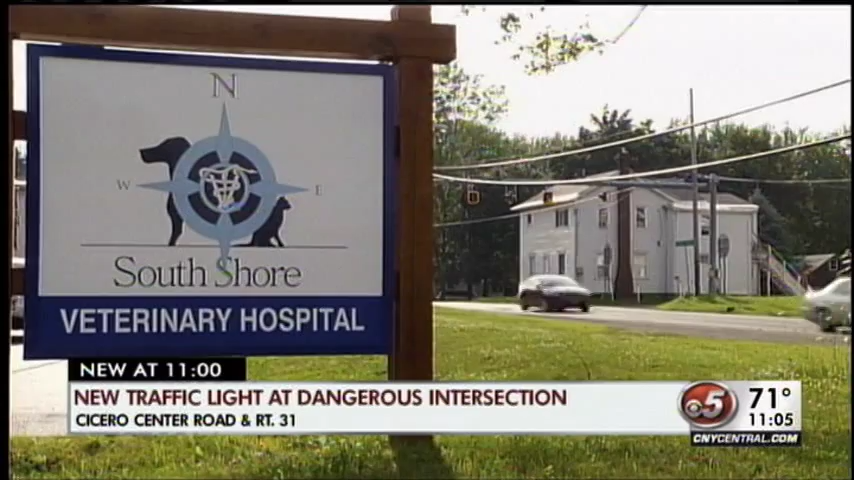 N
W E
South Shore
VETERINARY HOSPITAL
NEW AT 11:00
NEW TRAFFIC LIGHT AT DANGEROUS INTERSECTION
CICERO CENTER ROAD & RT. 31
5
71°
11:05
CNYCENTRAL.COM